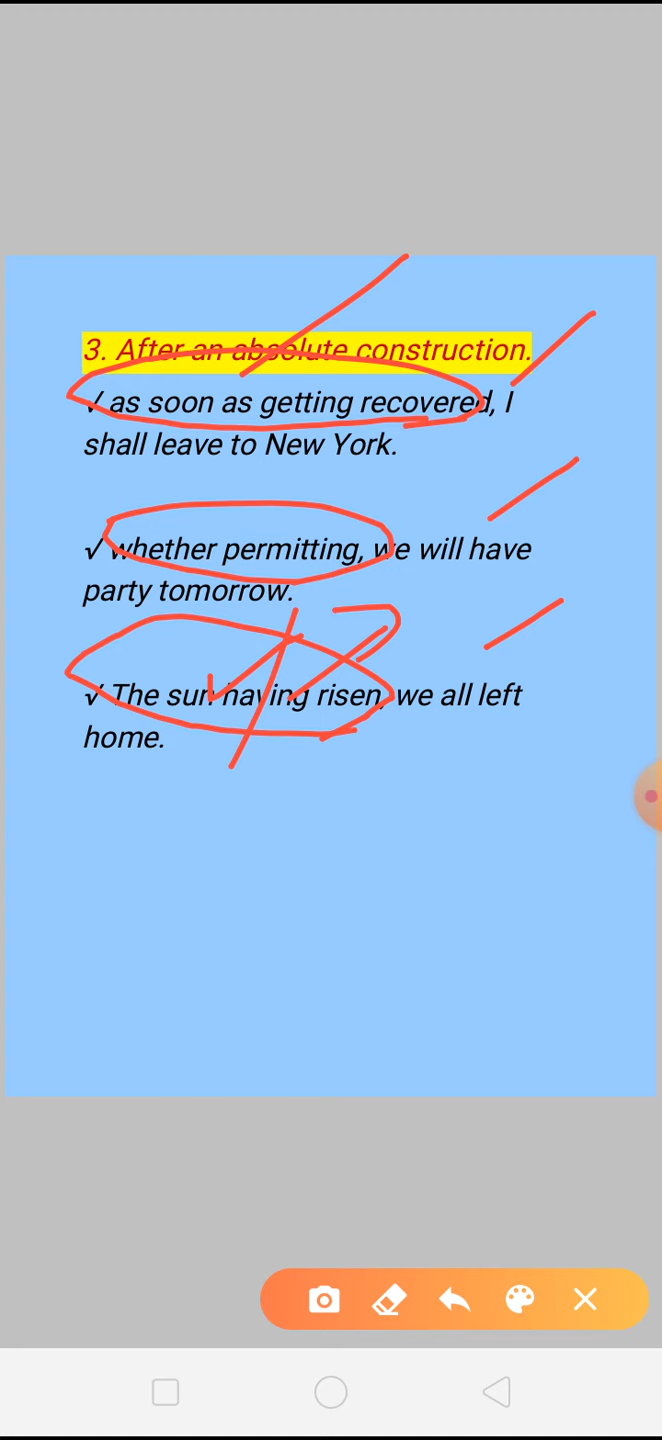 3. After an absolute construction.
√ as soon as getting recovered, I
shall leave to New York.
√ whether permitting, we will have
party tomorrow.
√ The sun having risen, we all left
home.